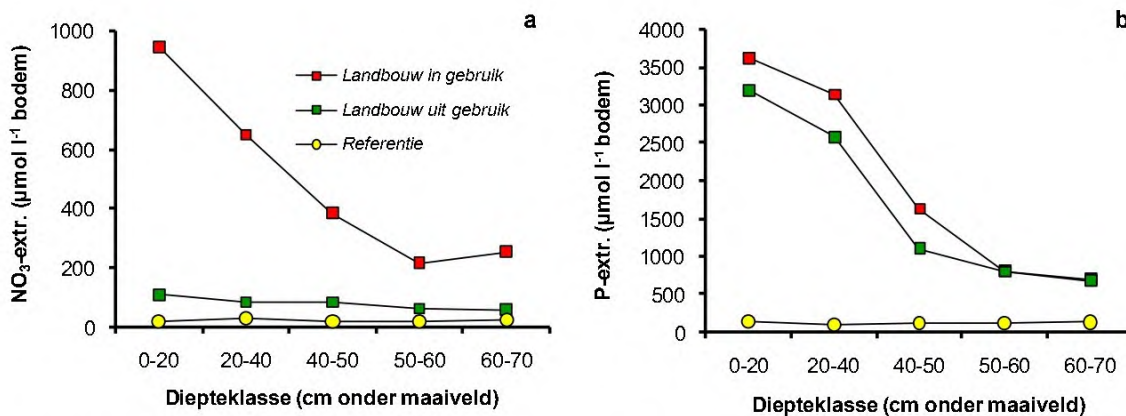 a
NO₃-extr. (µmol l⁻¹ bodem)
1000
800
600
400
200
0
Landbouw in gebruik
Landbouw uit gebruik
Referentie
0-20 20-40 40-50 50-60 60-70
Diepteklasse (cm onder maaiveld)
b
P-extr. (µmol l⁻¹ bodem)
4000
3500
3000
2500
2000
1500
1000
500
0
0-20 20-40 40-50 50-60 60-70
Diepteklasse (cm onder maaiveld)